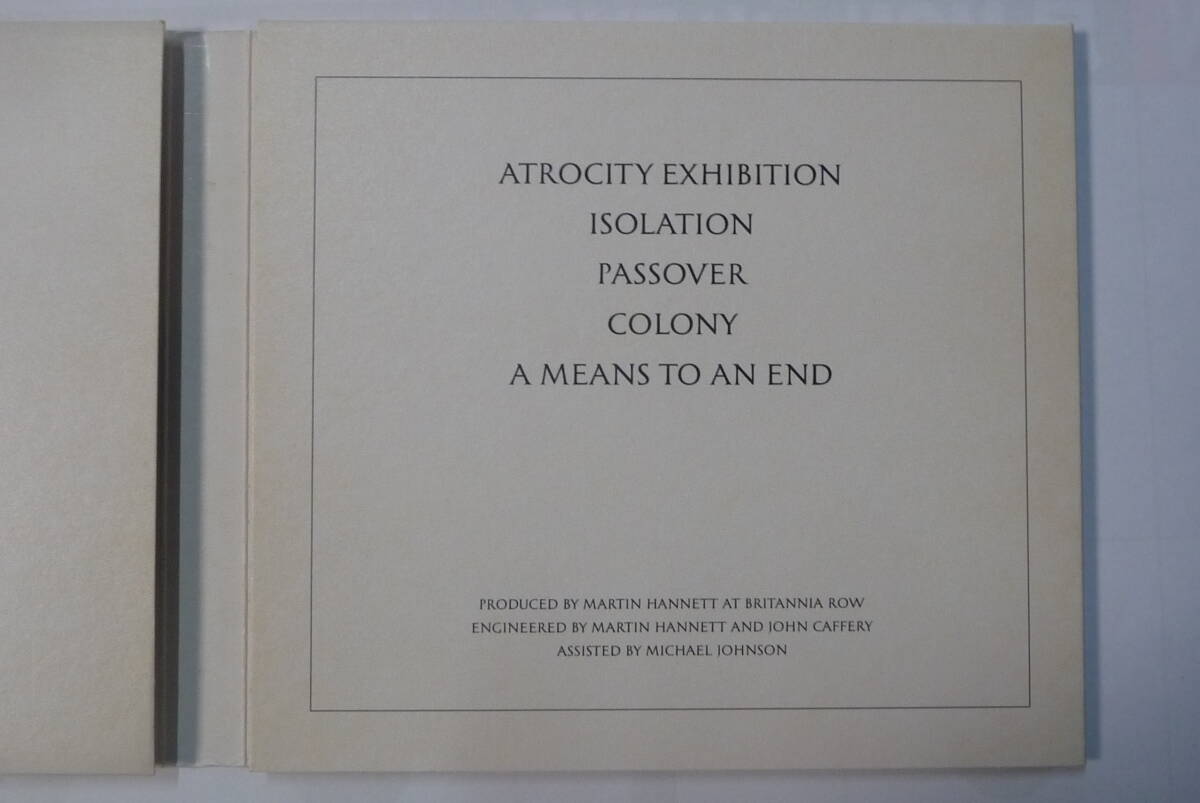 ATROCITY EXHIBITION
ISOLATION
PASSOVER
COLONY
A MEANS TO AN END
PRODUCED BY MARTIN HANNETT AT BRITANNIA ROW
ENGINEERED BY MARTIN HANNETT AND JOHN CAFFERY
ASSISTED BY MICHAEL JOHNSON